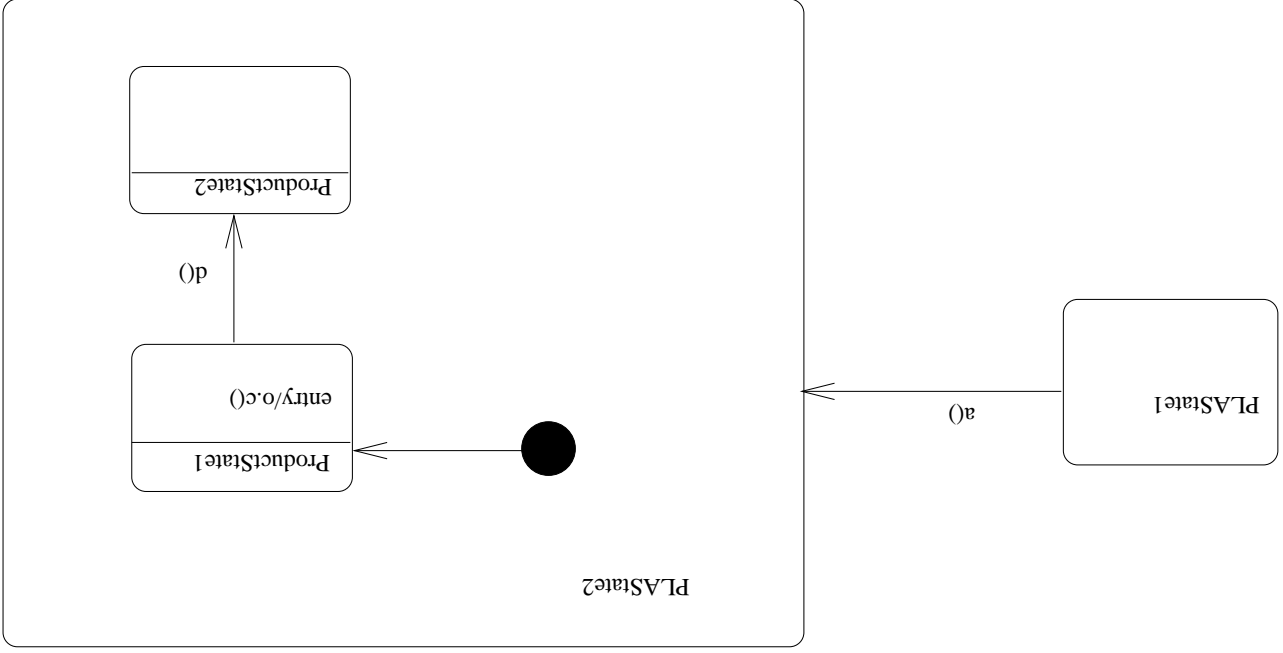 PLAState2
PLAState1
a()
ProductState1
entry/o.c()
d()
ProductState2